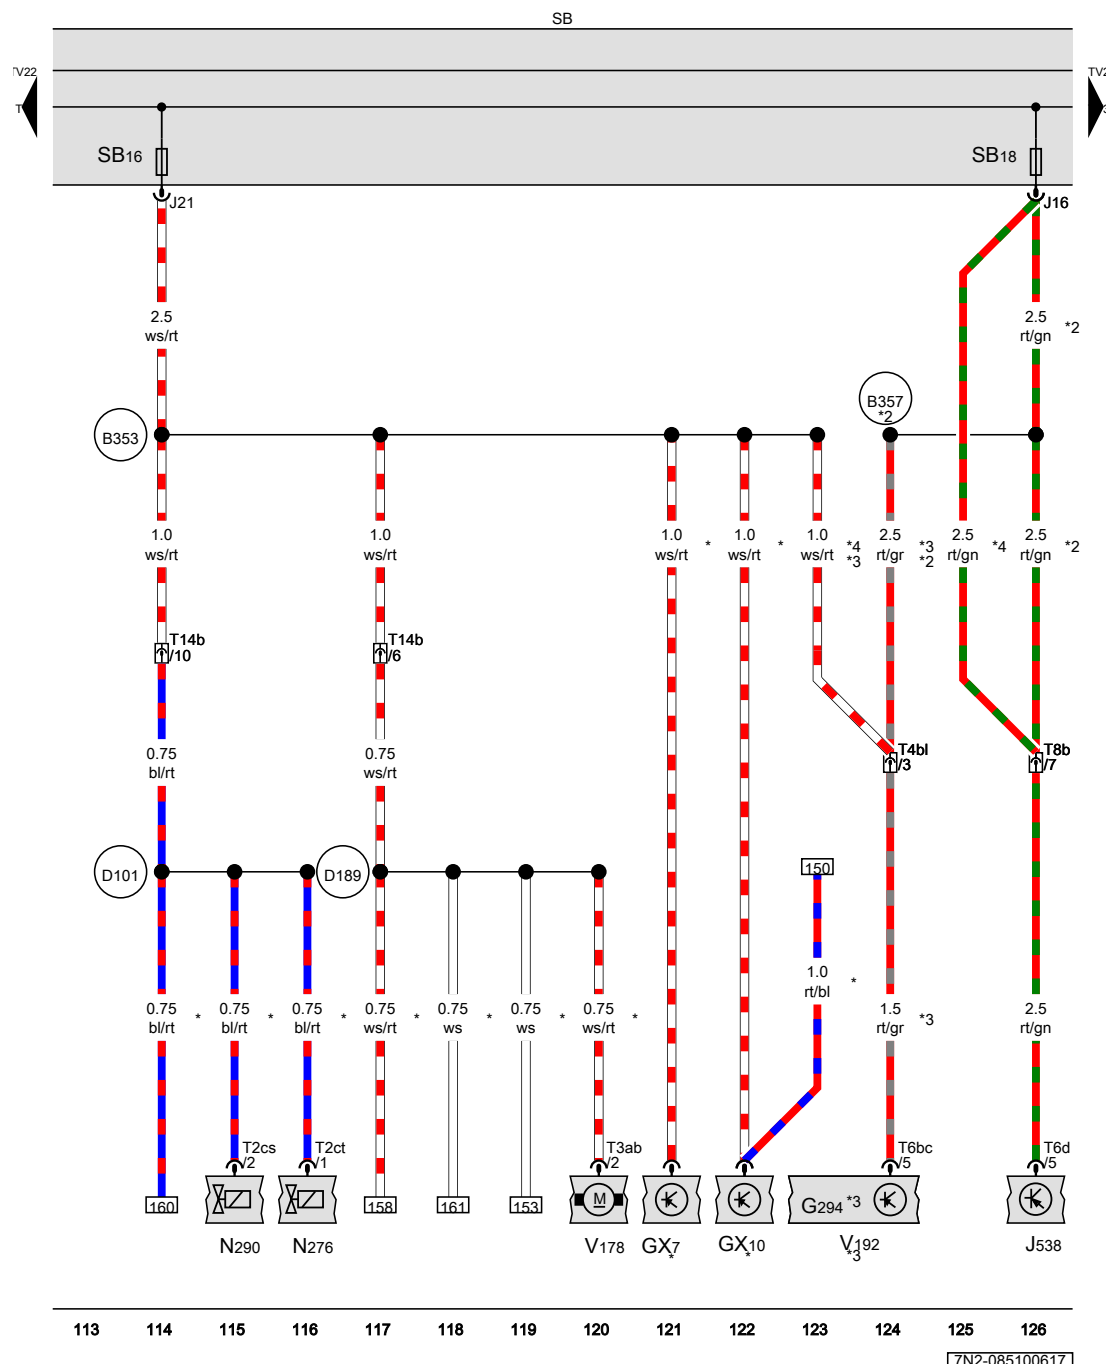 SB
TV22
TV2
T
SB16
SB18
J21
J16
2.5
ws/rt
2.5
rt/gn
*2
B353
B357
*2
1.0
ws/rt
1.0
ws/rt
1.0
ws/rt
*
1.0
ws/rt
*
1.0
ws/rt
*4
*3
2.5
rt/gr
*3
*2
2.5
rt/gn
*4
2.5
rt/gn
*2
T14b
/10
T14b
/6
0.75
bl/rt
0.75
ws/rt
T4bl
/3
T8b
/7
D101
D189
150
1.0
rt/bl
*
0.75
bl/rt
*
0.75
bl/rt
*
0.75
bl/rt
*
0.75
ws/rt
*
0.75
ws
*
0.75
ws
*
0.75
ws/rt
*
1.5
rt/gr
*3
2.5
rt/gn
T2cs
/2
T2ct
/1
T3ab
/2
T6bc
/5
T6d
/5
160
158
161
153
M
G294 *3
N290
N276
V178
GX7
*
GX10
*
V192
*3
J538
113 114 115 116 117 118 119 120 121 122 123 124 125 126
7N2-085100617